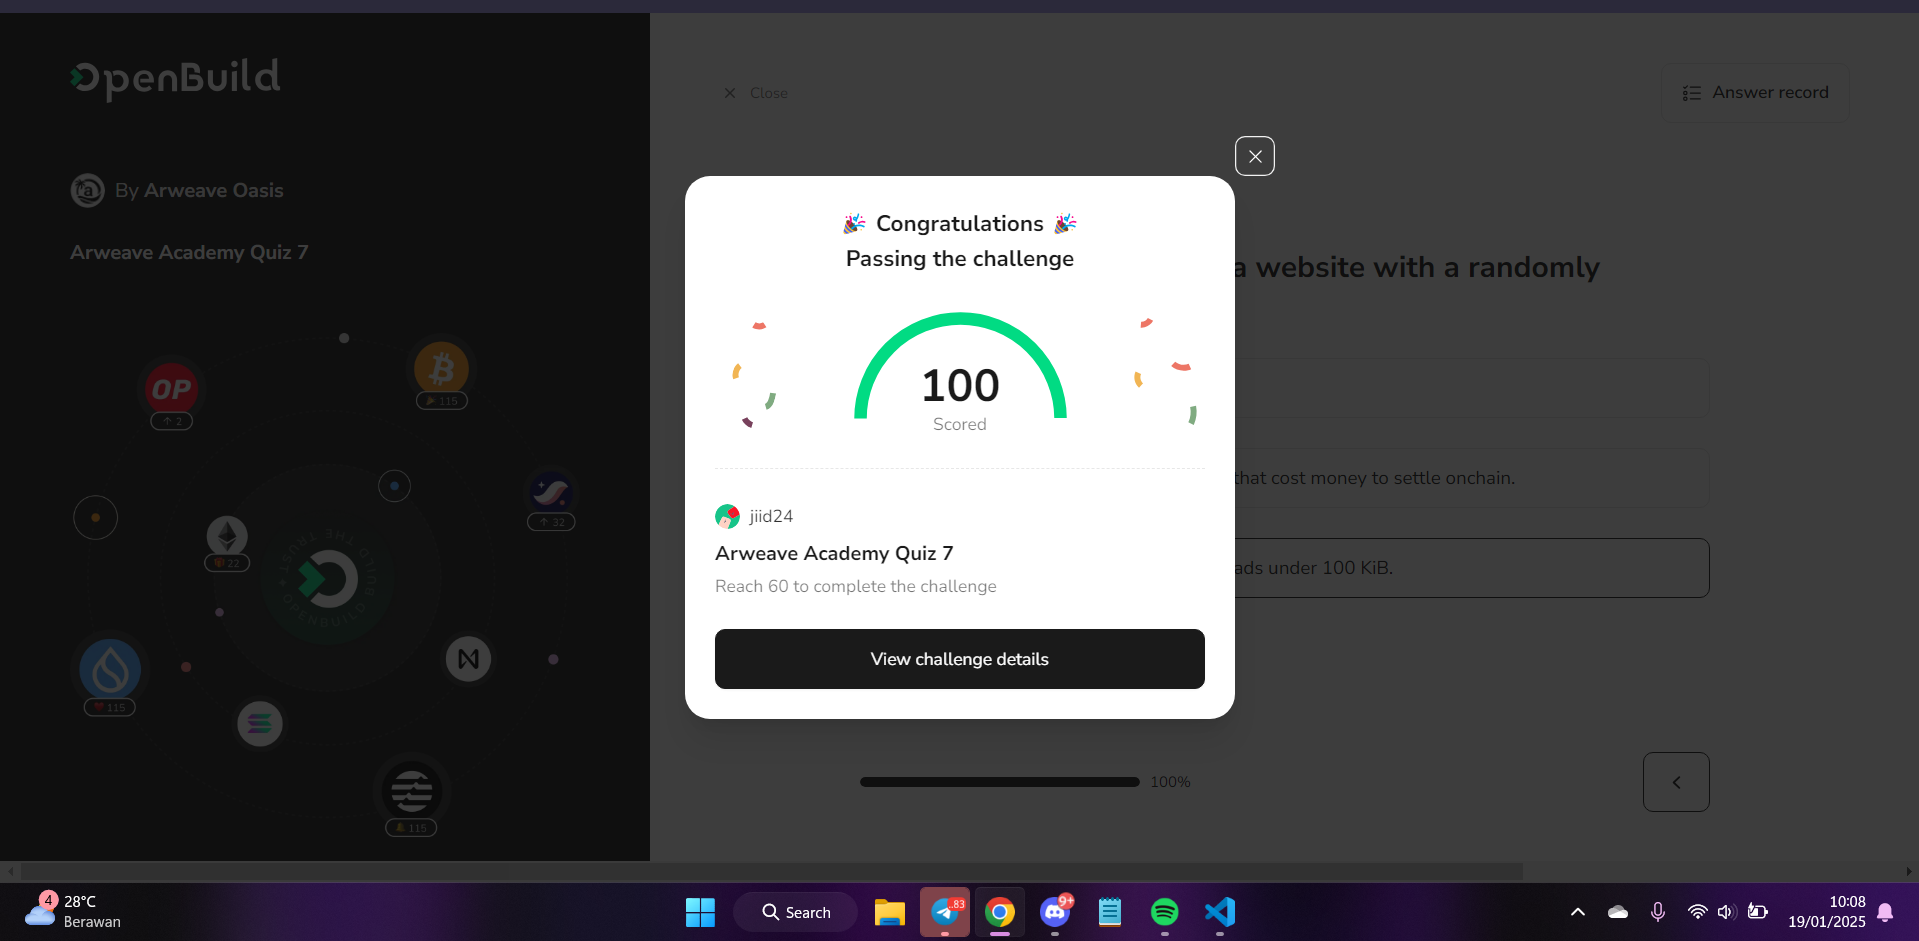 OpenBuild
Close
Answer record
By Arweave Oasis
Arweave Academy Quiz 7
a website with a randomly
that cost money to settle onchain.
ads under 100 KiB.
Congratulations
Passing the challenge
100
Scored
jiid24
Arweave Academy Quiz 7
Reach 60 to complete the challenge
View challenge details
100%
OP
2
115
32
22
THE TRUST
OPENBUILD
115
115
4
28°C
Berawan
Search
83
9+
10:08
19/01/2025